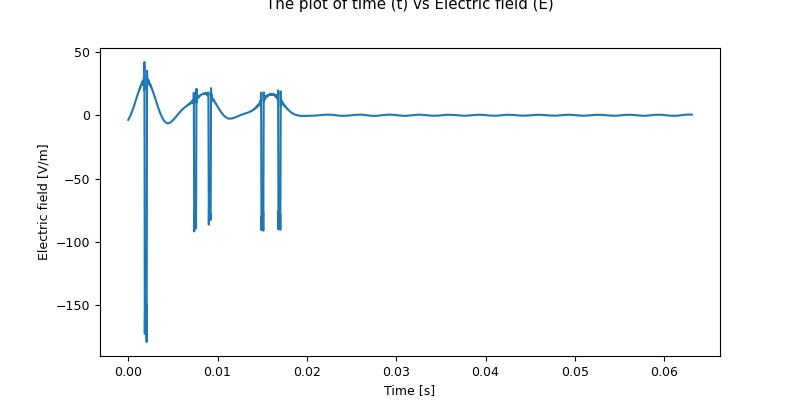 The plot of time (t) vs Electric field (E)
50
0
−50
−100
−150
Electric field [V/m]
0.00 0.01 0.02 0.03 0.04 0.05 0.06
Time [s]